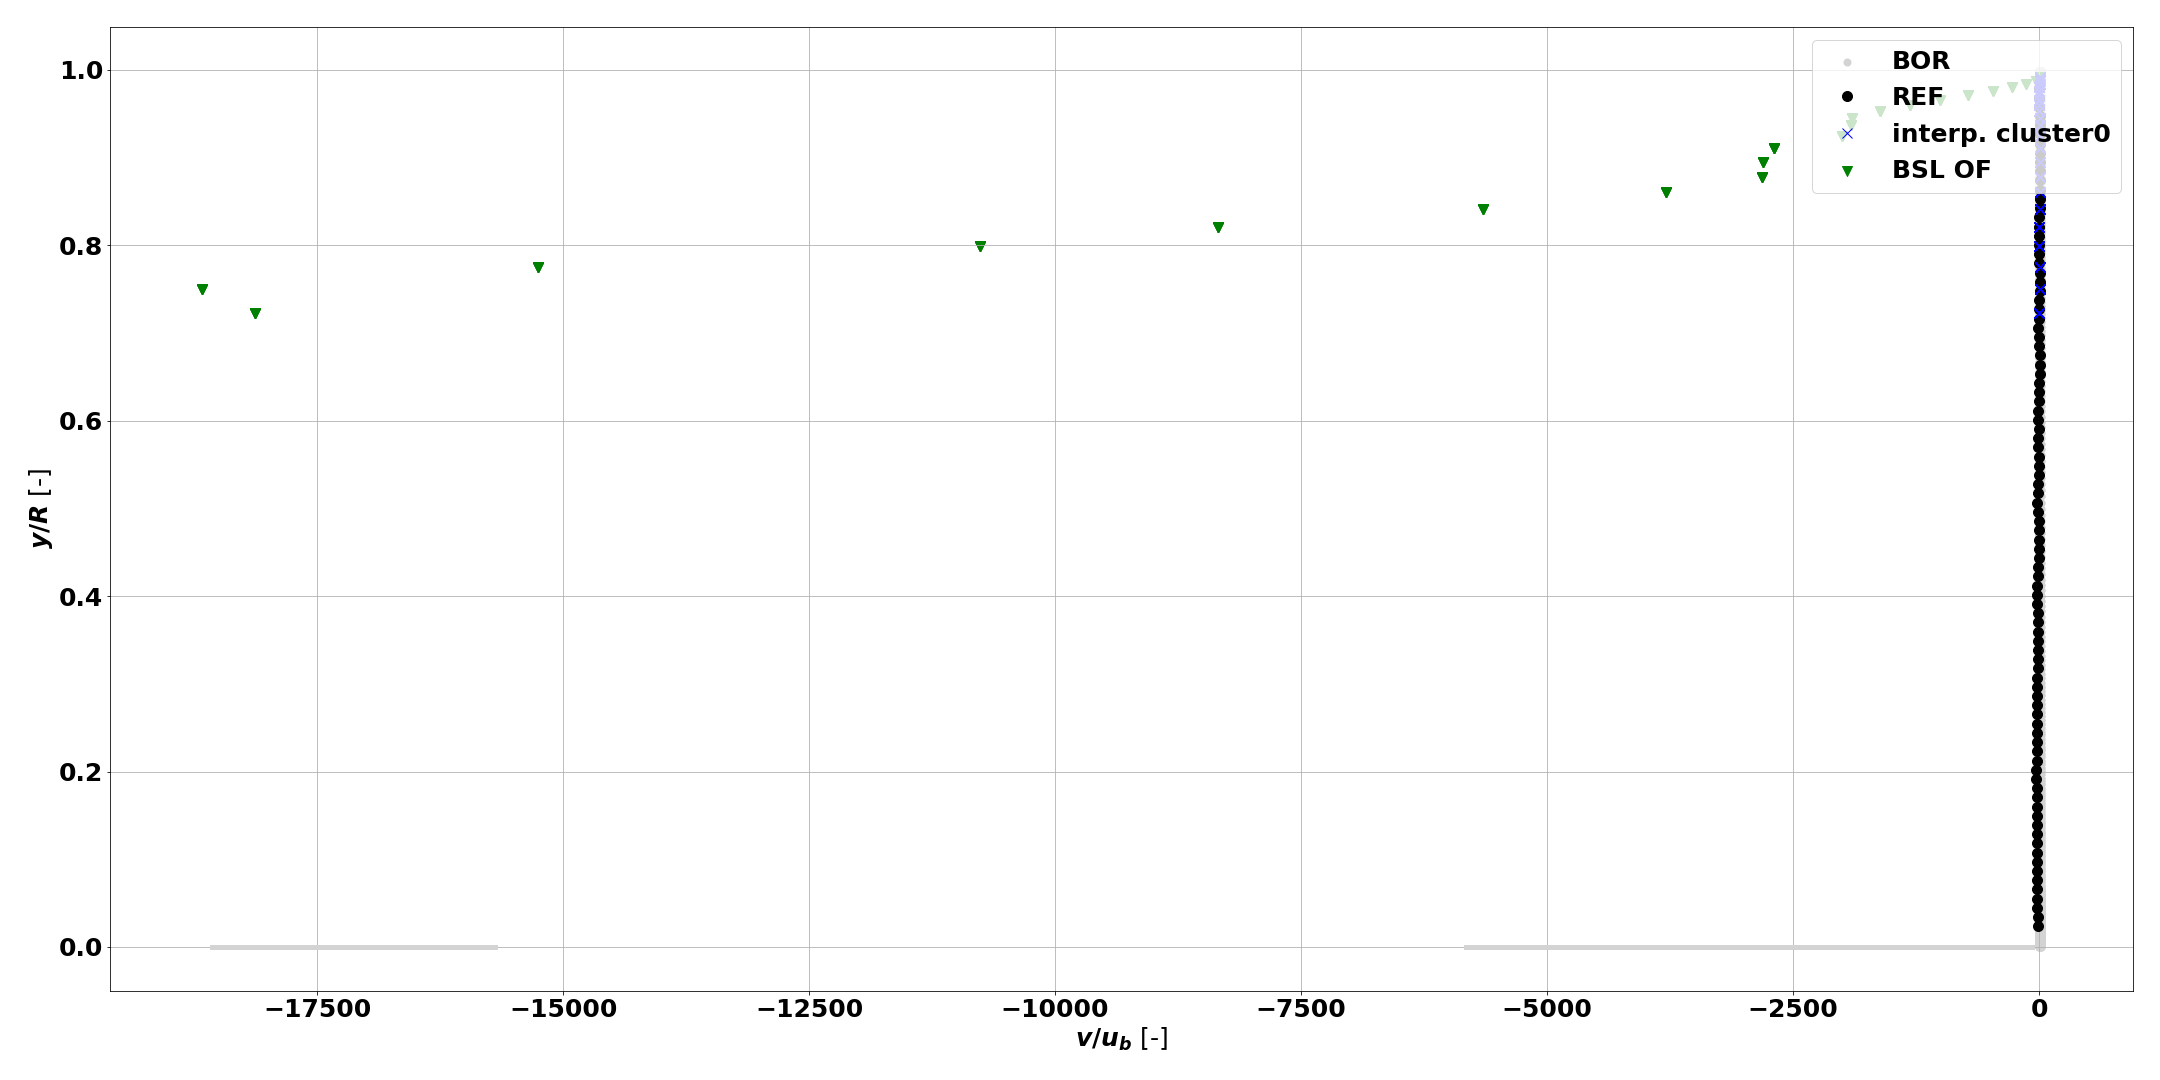 BOR
REF
interp. cluster0
BSL OF
1.0
0.8
0.6
0.4
0.2
0.0
y/R [-]
−17500 −15000 −12500 −10000 −7500 −5000 −2500 0
v/u_b [-]